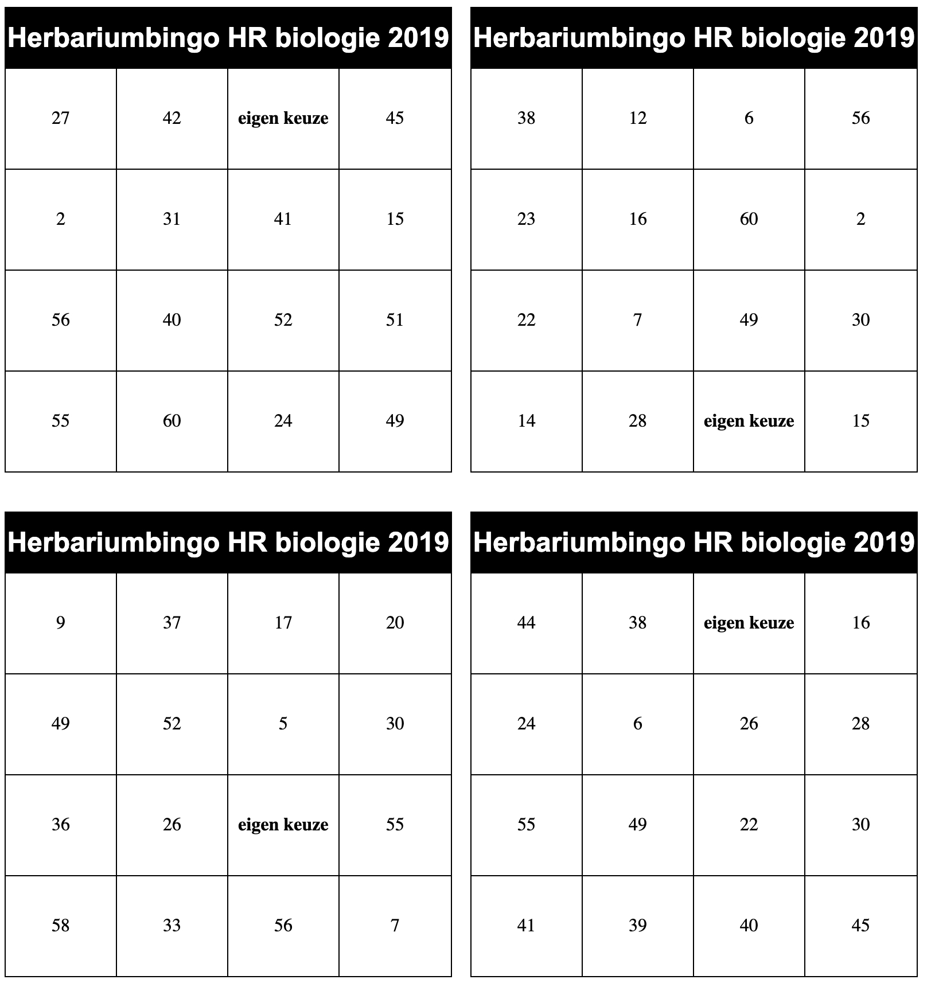 Herbariumbingo HR biologie 2019
27 42 eigen keuze 45
2 31 41 15
56 40 52 51
55 60 24 49
Herbariumbingo HR biologie 2019
38 12 6 56
23 16 60 2
22 7 49 30
14 28 eigen keuze 15
Herbariumbingo HR biologie 2019
9 37 17 20
49 52 5 30
36 26 eigen keuze 55
58 33 56 7
Herbariumbingo HR biologie 2019
44 38 eigen keuze 16
24 6 26 28
55 49 22 30
41 39 40 45